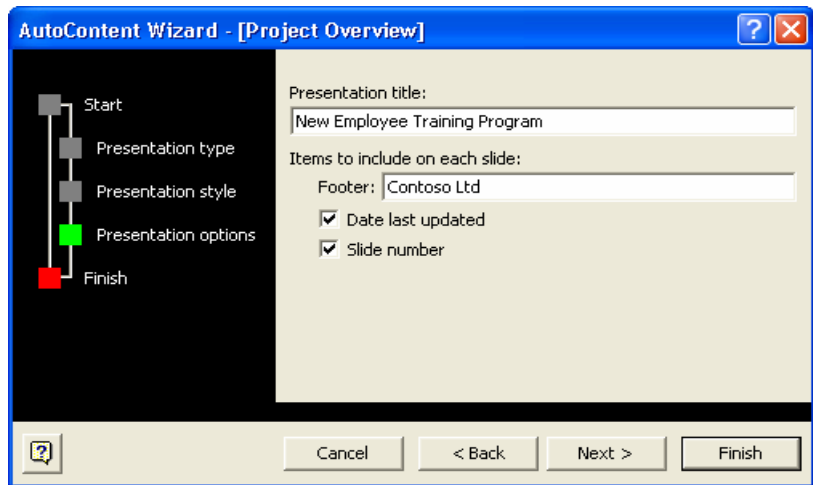 AutoContent Wizard - [Project Overview]
Start
Presentation type
Presentation style
Presentation options
Finish
Presentation title:
New Employee Training Program
Items to include on each slide:
Footer: Contoso Ltd
Date last updated
Slide number
Cancel < Back Next > Finish